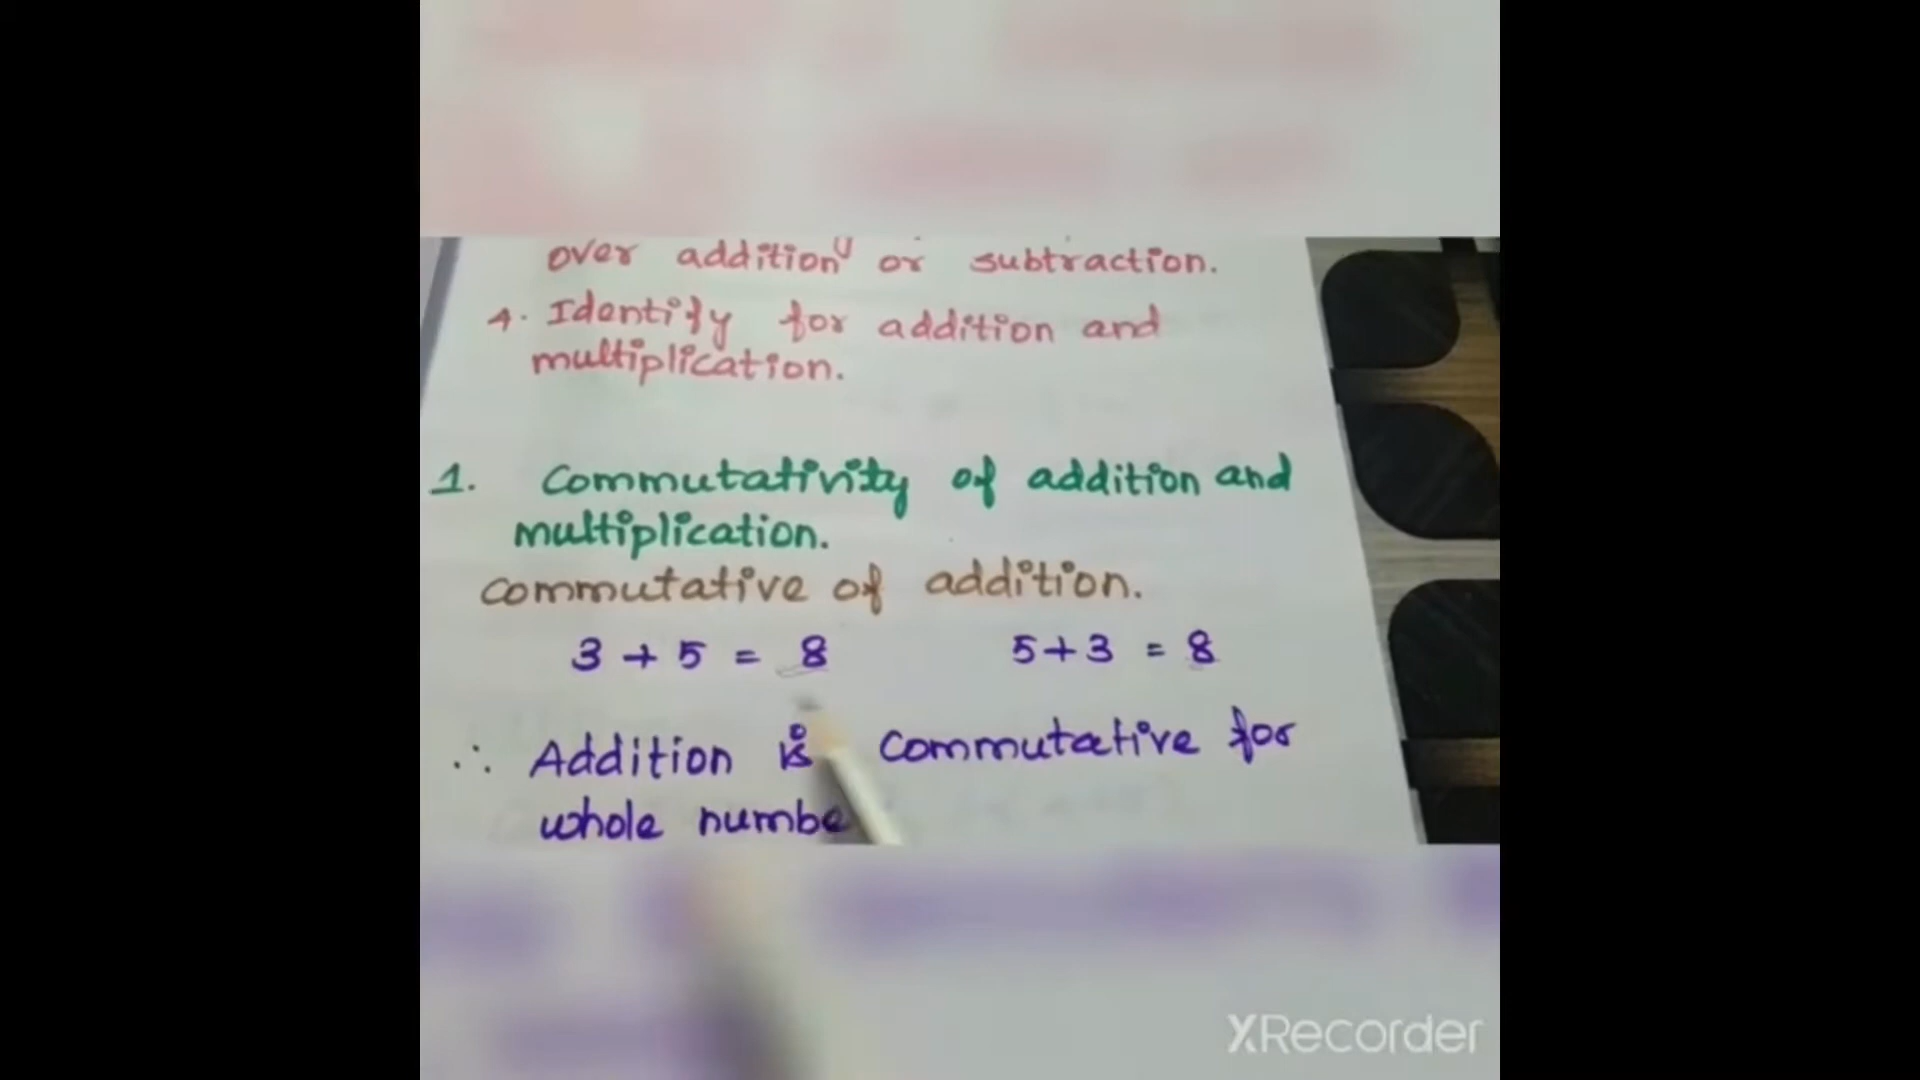 over addition or subtraction.
4. Identify for addition and
multiplication.
1. Commutativity of addition and
multiplication.
Commutative of addition.
3 + 5 = 8 5+3 = 8
∴ Addition is commutative for
whole numbe
XRecorder